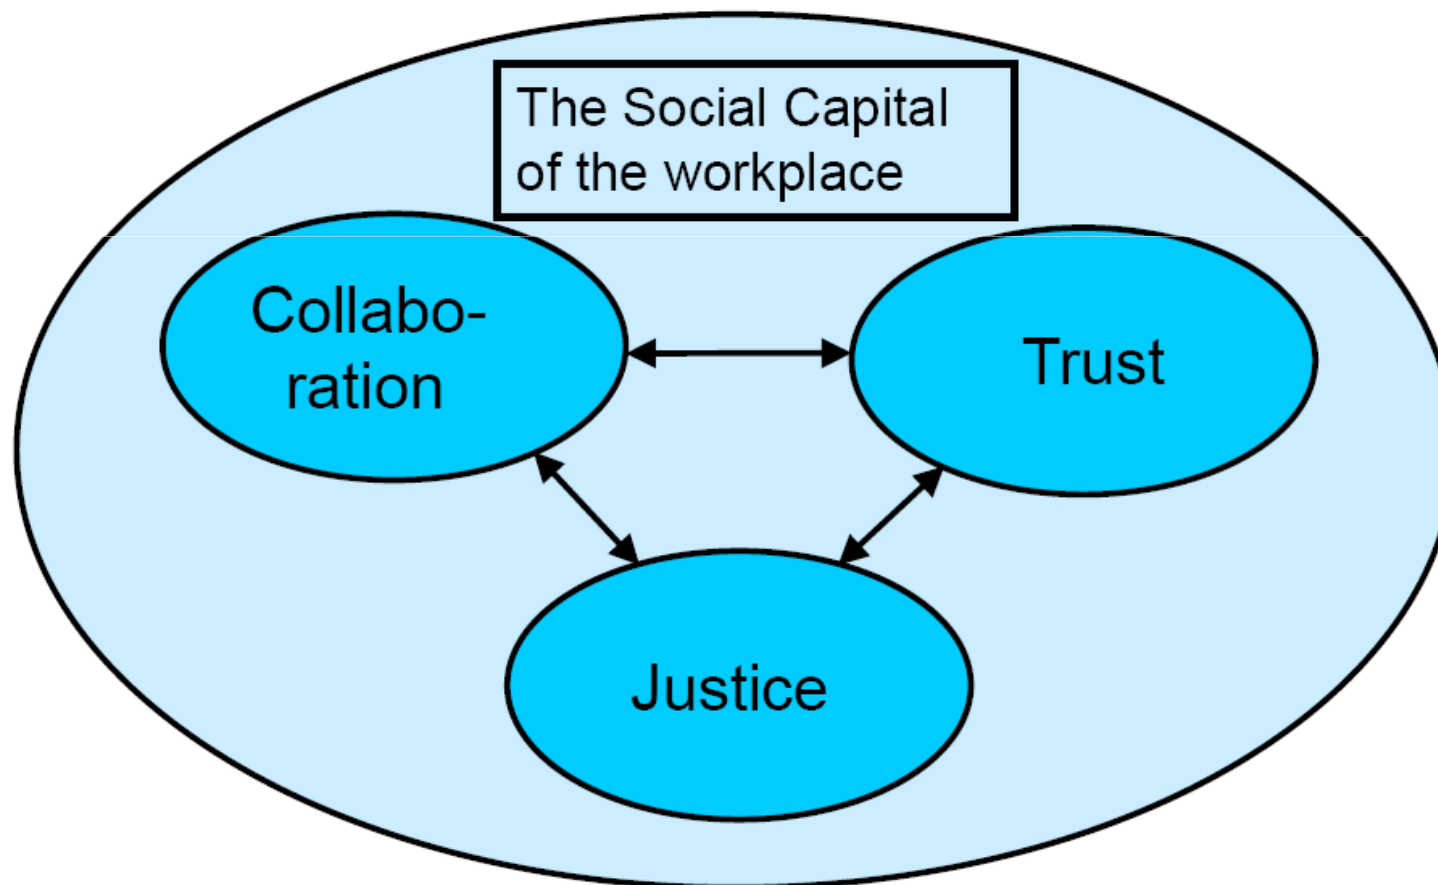 The Social Capital
of the workplace
Collabo-
ration
Trust
Justice